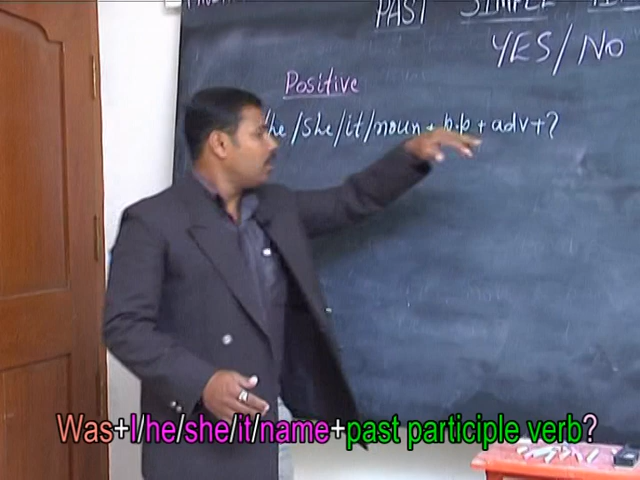 PAST SIMPLE
YES/NO
Positive
he/she/it/noun + p.p + adv+?
Was+I/he/she/it/name+past participle verb?